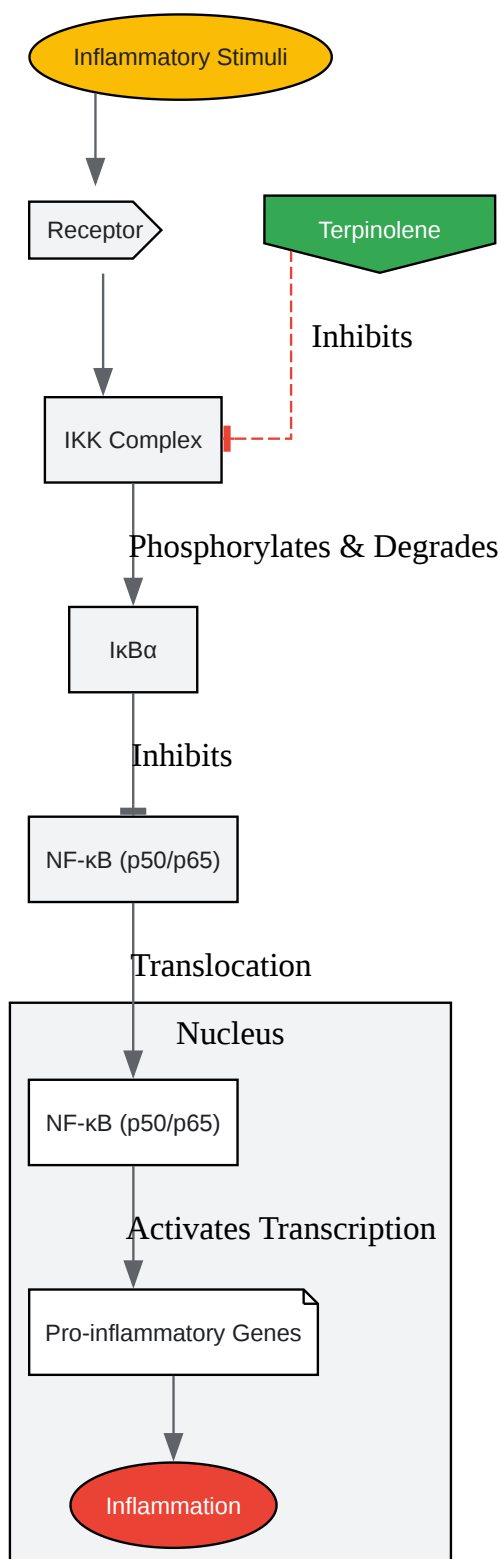 Inflammatory Stimuli
Receptor
Terpinolene
Inhibits
IKK Complex
Phosphorylates & Degrades
IκBα
Inhibits
NF-κB (p50/p65)
Translocation
Nucleus
NF-κB (p50/p65)
Activates Transcription
Pro-inflammatory Genes
Inflammation